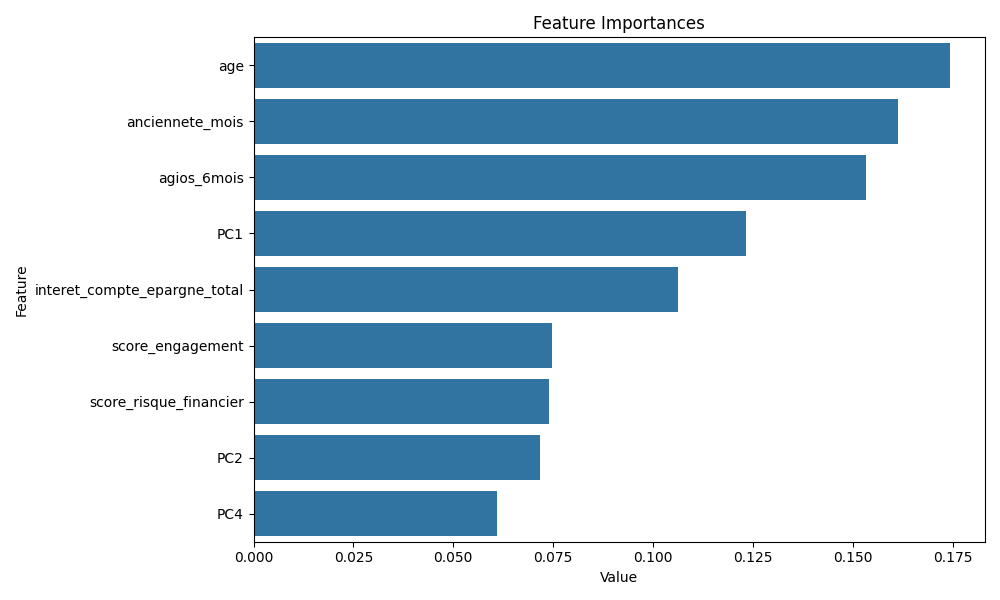 Feature Importances
Feature
age
anciennete_mois
agios_6mois
PC1
interet_compte_epargne_total
score_engagement
score_risque_financier
PC2
PC4
0.000 0.025 0.050 0.075 0.100 0.125 0.150 0.175
Value